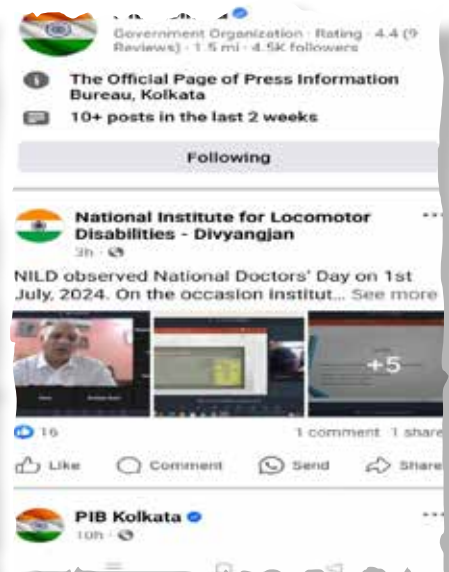 Government Organization · Rating · 4.4 (9
Reviews) · 1.5 mi · 4.5K followers
The Official Page of Press Information
Bureau, Kolkata
10+ posts in the last 2 weeks
Following
National Institute for Locomotor
Disabilities - Divyangjan
3h ·
NILD observed National Doctors' Day on 1st
July, 2024. On the occasion institut... See more
+5
16
1 comment 1 share
Like Comment Send Share
PIB Kolkata
10h ·